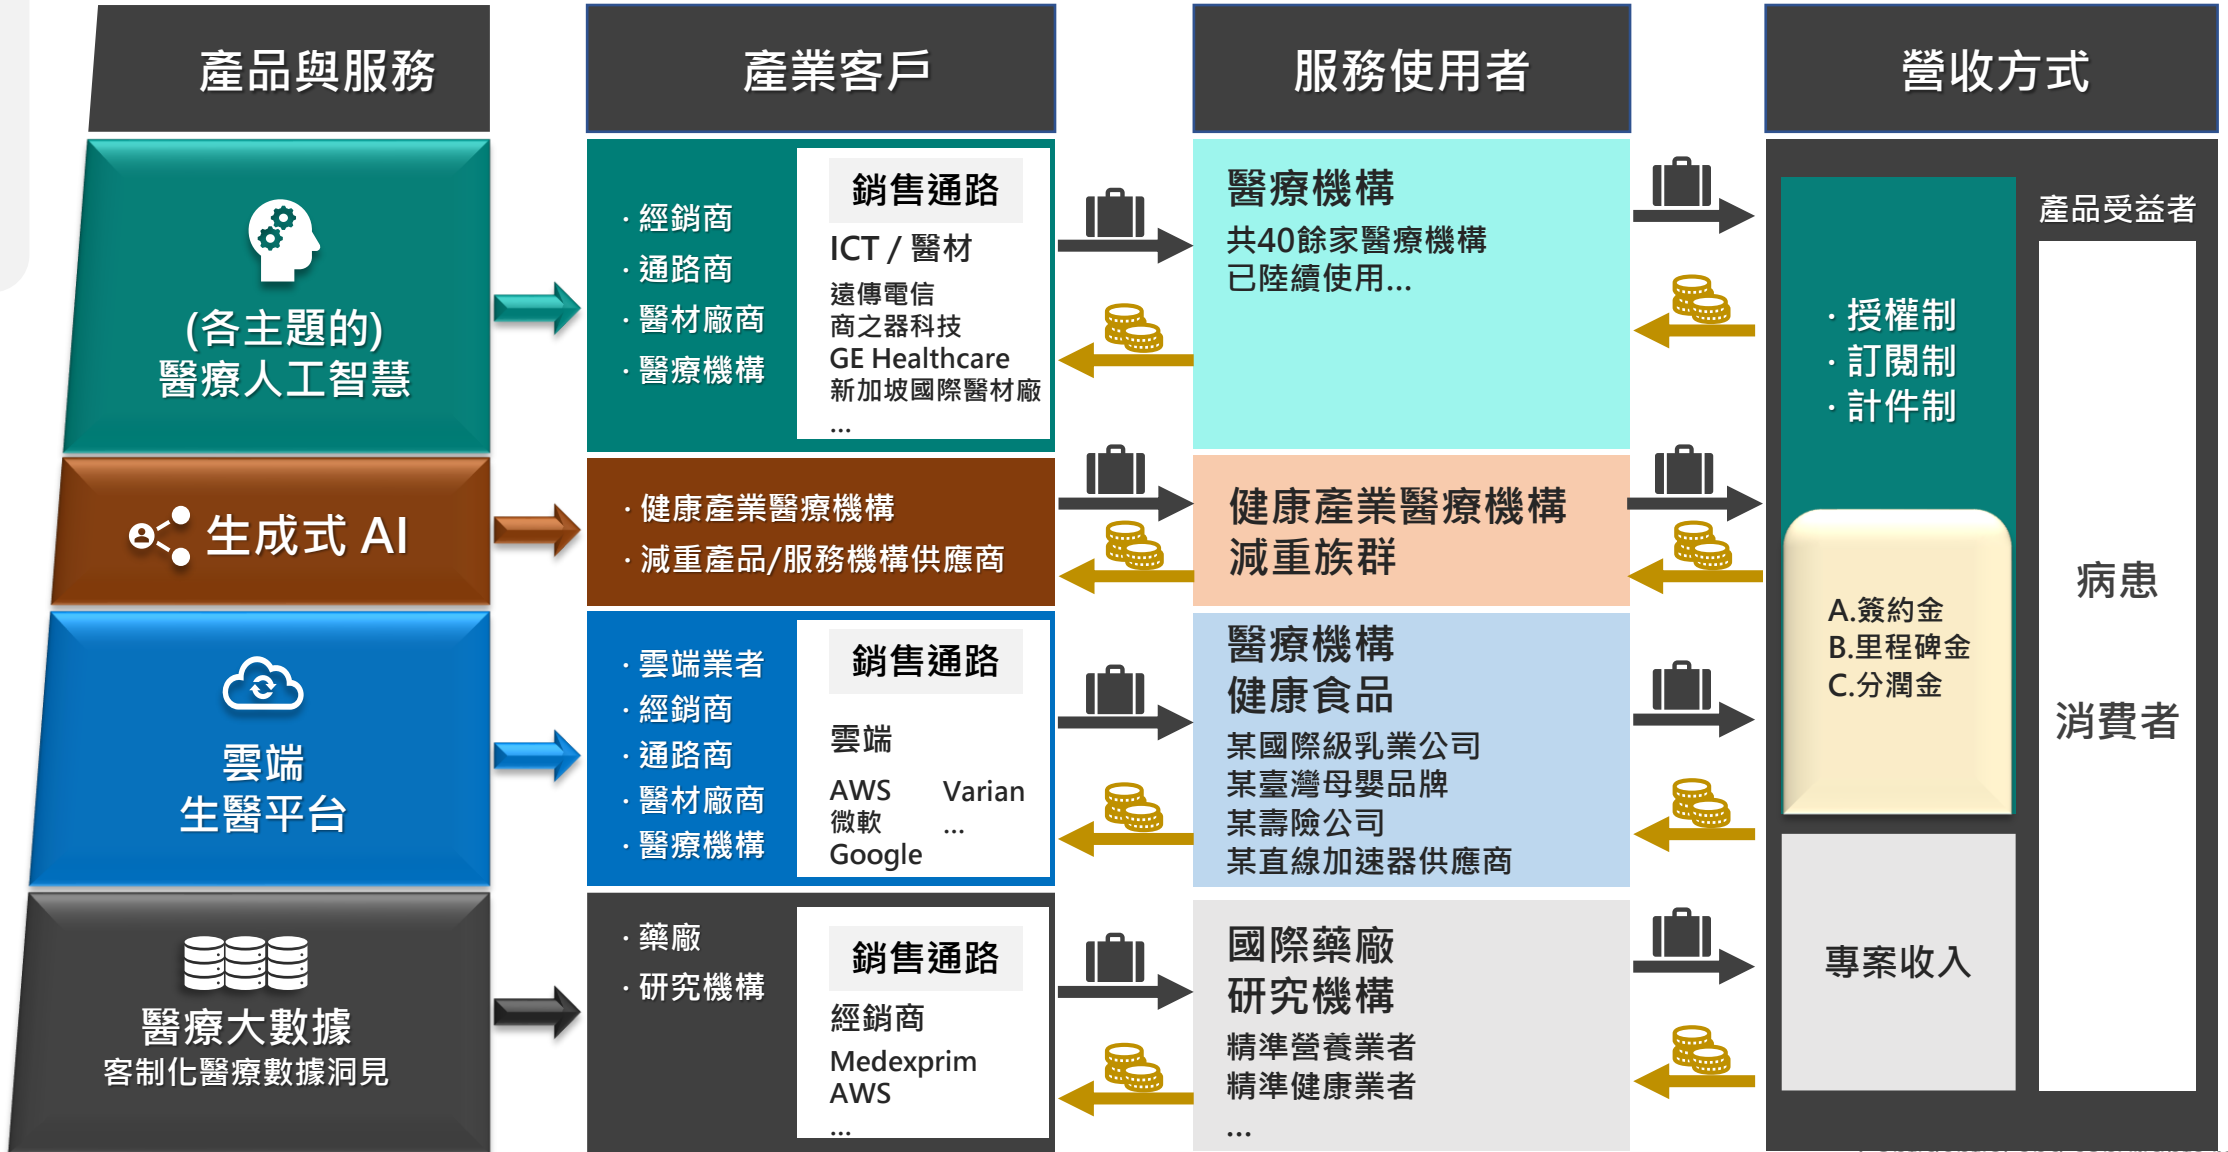 產品與服務
產業客戶
服務使用者
營收方式
(各主題的)
醫療人工智慧
· 經銷商
· 通路商
· 醫材廠商
· 醫療機構
銷售通路
ICT / 醫材
遠傳電信
商之器科技
GE Healthcare
新加坡國際醫材廠
...
醫療機構
共40餘家醫療機構
已陸續使用...
生成式 AI
· 健康產業醫療機構
· 減重產品/服務機構供應商
健康產業醫療機構
減重族群
雲端
生醫平台
· 雲端業者
· 經銷商
· 通路商
· 醫材廠商
· 醫療機構
銷售通路
雲端
AWS
微軟
Google
Varian
...
醫療機構
健康食品
某國際級乳業公司
某臺灣母嬰品牌
某壽險公司
某直線加速器供應商
醫療大數據
客制化醫療數據洞見
· 藥廠
· 研究機構
銷售通路
經銷商
Medexprim
AWS
...
國際藥廠
研究機構
精準營養業者
精準健康業者
...
· 授權制
· 訂閱制
· 計件制
A.簽約金
B.里程碑金
C.分潤金
專案收入
產品受益者
病患
消費者